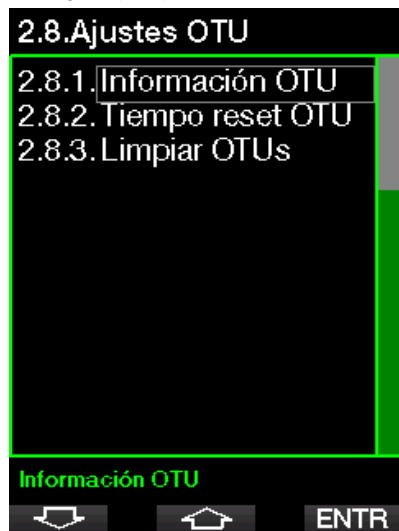 2.8.Ajustes OTU
2.8.1.Información OTU
2.8.2.Tiempo reset OTU
2.8.3.Limpiar OTUs
Información OTU
ENTR